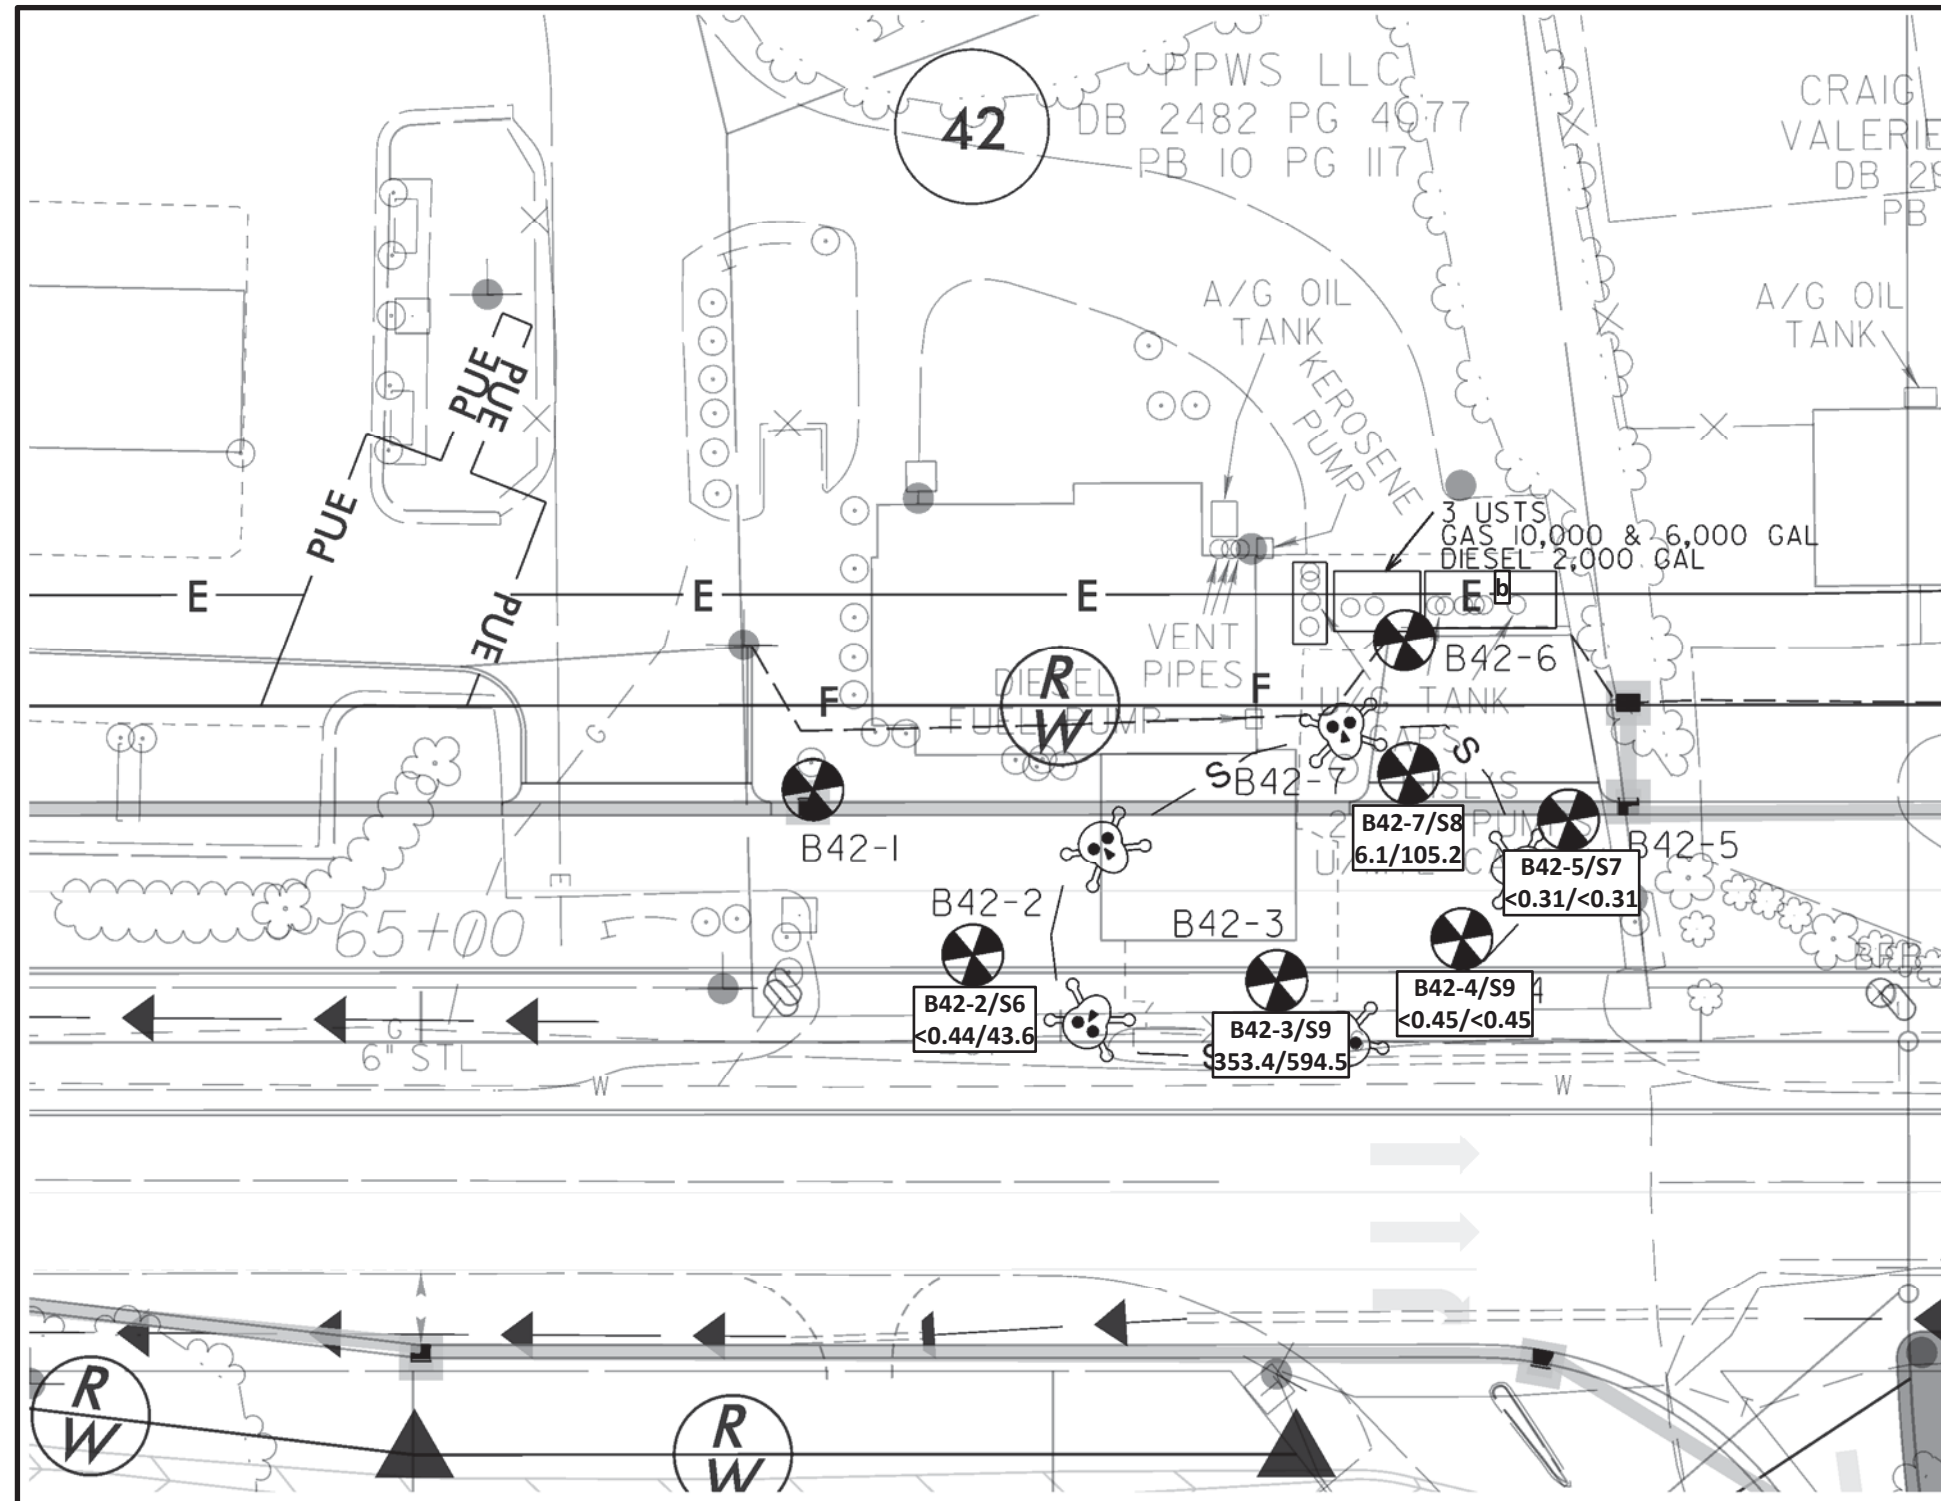 PPWS LLC
DB 2482 PG 4077
PB 10 PG 117
42
CRAIG
VALERIE
DB
PB
A/G OIL
TANK
A/G OIL
TANK
KEROSENE
PUMP
PUE
PUE
PUE
PUE
3 USTS
GAS 10,000 & 6,000 GAL
DIESEL 2,000 GAL
E
E
E
E
b
VENT
PIPES
B42-6
R
W
DIESEL
FUEL PUMP
F
F
U/G TANK
CAPS
G
S
S
B42-7
B42-1
B42-7/S8
6.1/105.2
B42-5
B42-5/S7
<0.31/<0.31
E
65+00
B42-2
B42-3
B42-2/S6
<0.44/43.6
B42-3/S9
353.4/594.5
B42-4/S9
<0.45/<0.45
4
G
6" STL
W
W
R
W
R
W